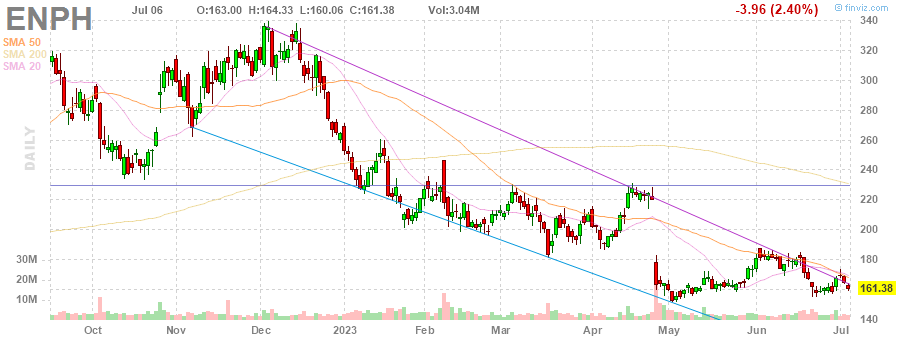 ENPH Jul 06 O:163.00 H:164.33 L:160.06 C:161.38 Vol:3.04M -3.96 (2.40%) © finviz.com
SMA 50
SMA 200
SMA 20
DAILY
340
320
300
280
260
240
220
200
180
160
140
161.38
30M
20M
10M
Oct Nov Dec 2023 Feb Mar Apr May Jun Jul